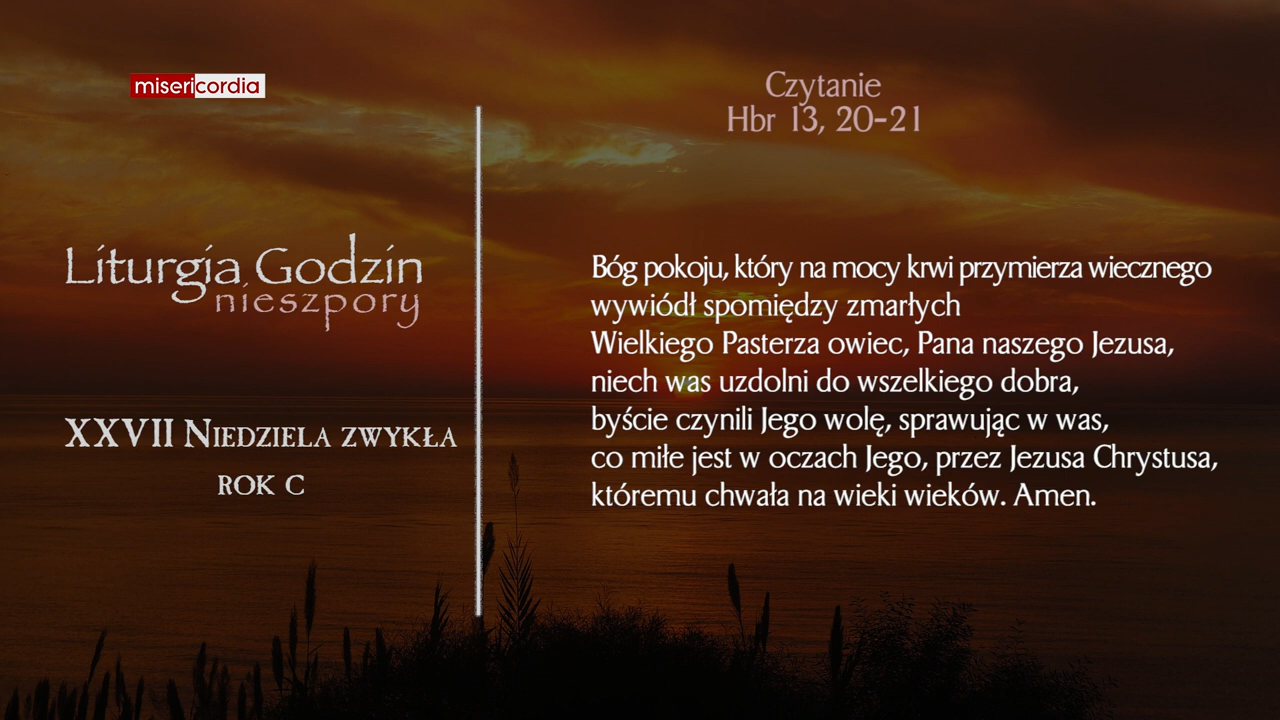 misericordia
Liturgia Godzin
nieszpory
XXVII Niedziela zwykła
rok C
Czytanie
Hbr 13, 20-21
Bóg pokoju, który na mocy krwi przymierza wiecznego
wywiódł spomiędzy zmarłych
Wielkiego Pasterza owiec, Pana naszego Jezusa,
niech was uzdolni do wszelkiego dobra,
byście czynili Jego wolę, sprawując w was,
co miłe jest w oczach Jego, przez Jezusa Chrystusa,
któremu chwała na wieki wieków. Amen.